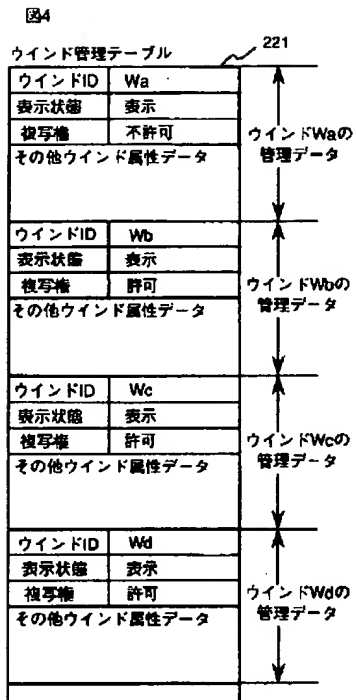 図4
ウインド管理テーブル
221
ウインドID Wa
表示状態 表示
複写権 不許可
その他ウインド属性データ
ウインドWaの
管理データ
ウインドID Wb
表示状態 表示
複写権 許可
その他ウインド属性データ
ウインドWbの
管理データ
ウインドID Wc
表示状態 表示
複写権 許可
その他ウインド属性データ
ウインドWcの
管理データ
ウインドID Wd
表示状態 表示
複写権 許可
その他ウインド属性データ
ウインドWdの
管理データ